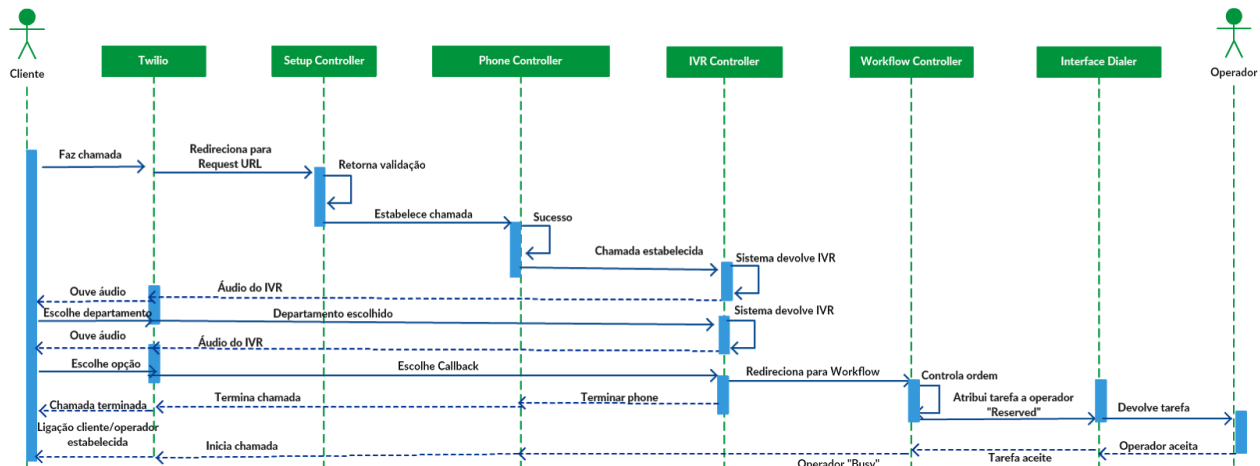 Cliente
Twilio
Setup Controller
Phone Controller
IVR Controller
Workflow Controller
Interface Dialer
Operador
Faz chamada
Redireciona para
Request URL
Retorna validação
Estabelece chamada
Sucesso
Chamada estabelecida
Sistema devolve IVR
Ouve áudio
Áudio do IVR
Escolhe departamento
Departamento escolhido
Sistema devolve IVR
Ouve áudio
Áudio do IVR
Escolhe opção
Escolhe Callback
Redireciona para Workflow
Controla ordem
Atribui tarefa a operador
"Reserved"
Devolve tarefa
Chamada terminada
Termina chamada
Terminar phone
Ligação cliente/operador
estabelecida
Inicia chamada
Operador "Busy"
Tarefa aceite
Operador aceita